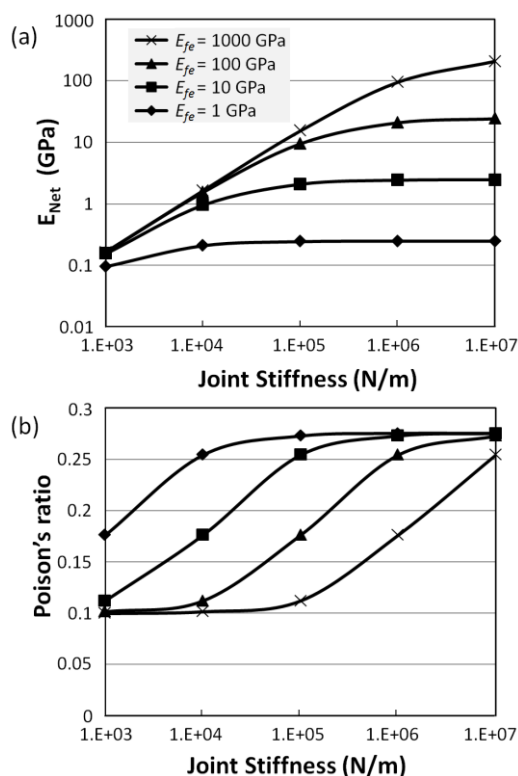 (a)
1000
100
10
1
0.1
0.01
E_Net (GPa)
E_fe = 1000 GPa
E_fe = 100 GPa
E_fe = 10 GPa
E_fe = 1 GPa
1.E+03 1.E+04 1.E+05 1.E+06 1.E+07
Joint Stiffness (N/m)
(b)
0.3
0.25
0.2
0.15
0.1
0.05
0
Poison's ratio
1.E+03 1.E+04 1.E+05 1.E+06 1.E+07
Joint Stiffness (N/m)